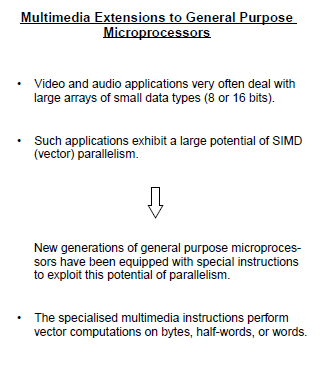 Multimedia Extensions to General Purpose
Microprocessors
• Video and audio applications very often deal with
large arrays of small data types (8 or 16 bits).
• Such applications exhibit a large potential of SIMD
(vector) parallelism.
New generations of general purpose microproces-
sors have been equipped with special instructions
to exploit this potential of parallelism.
• The specialised multimedia instructions perform
vector computations on bytes, half-words, or words.